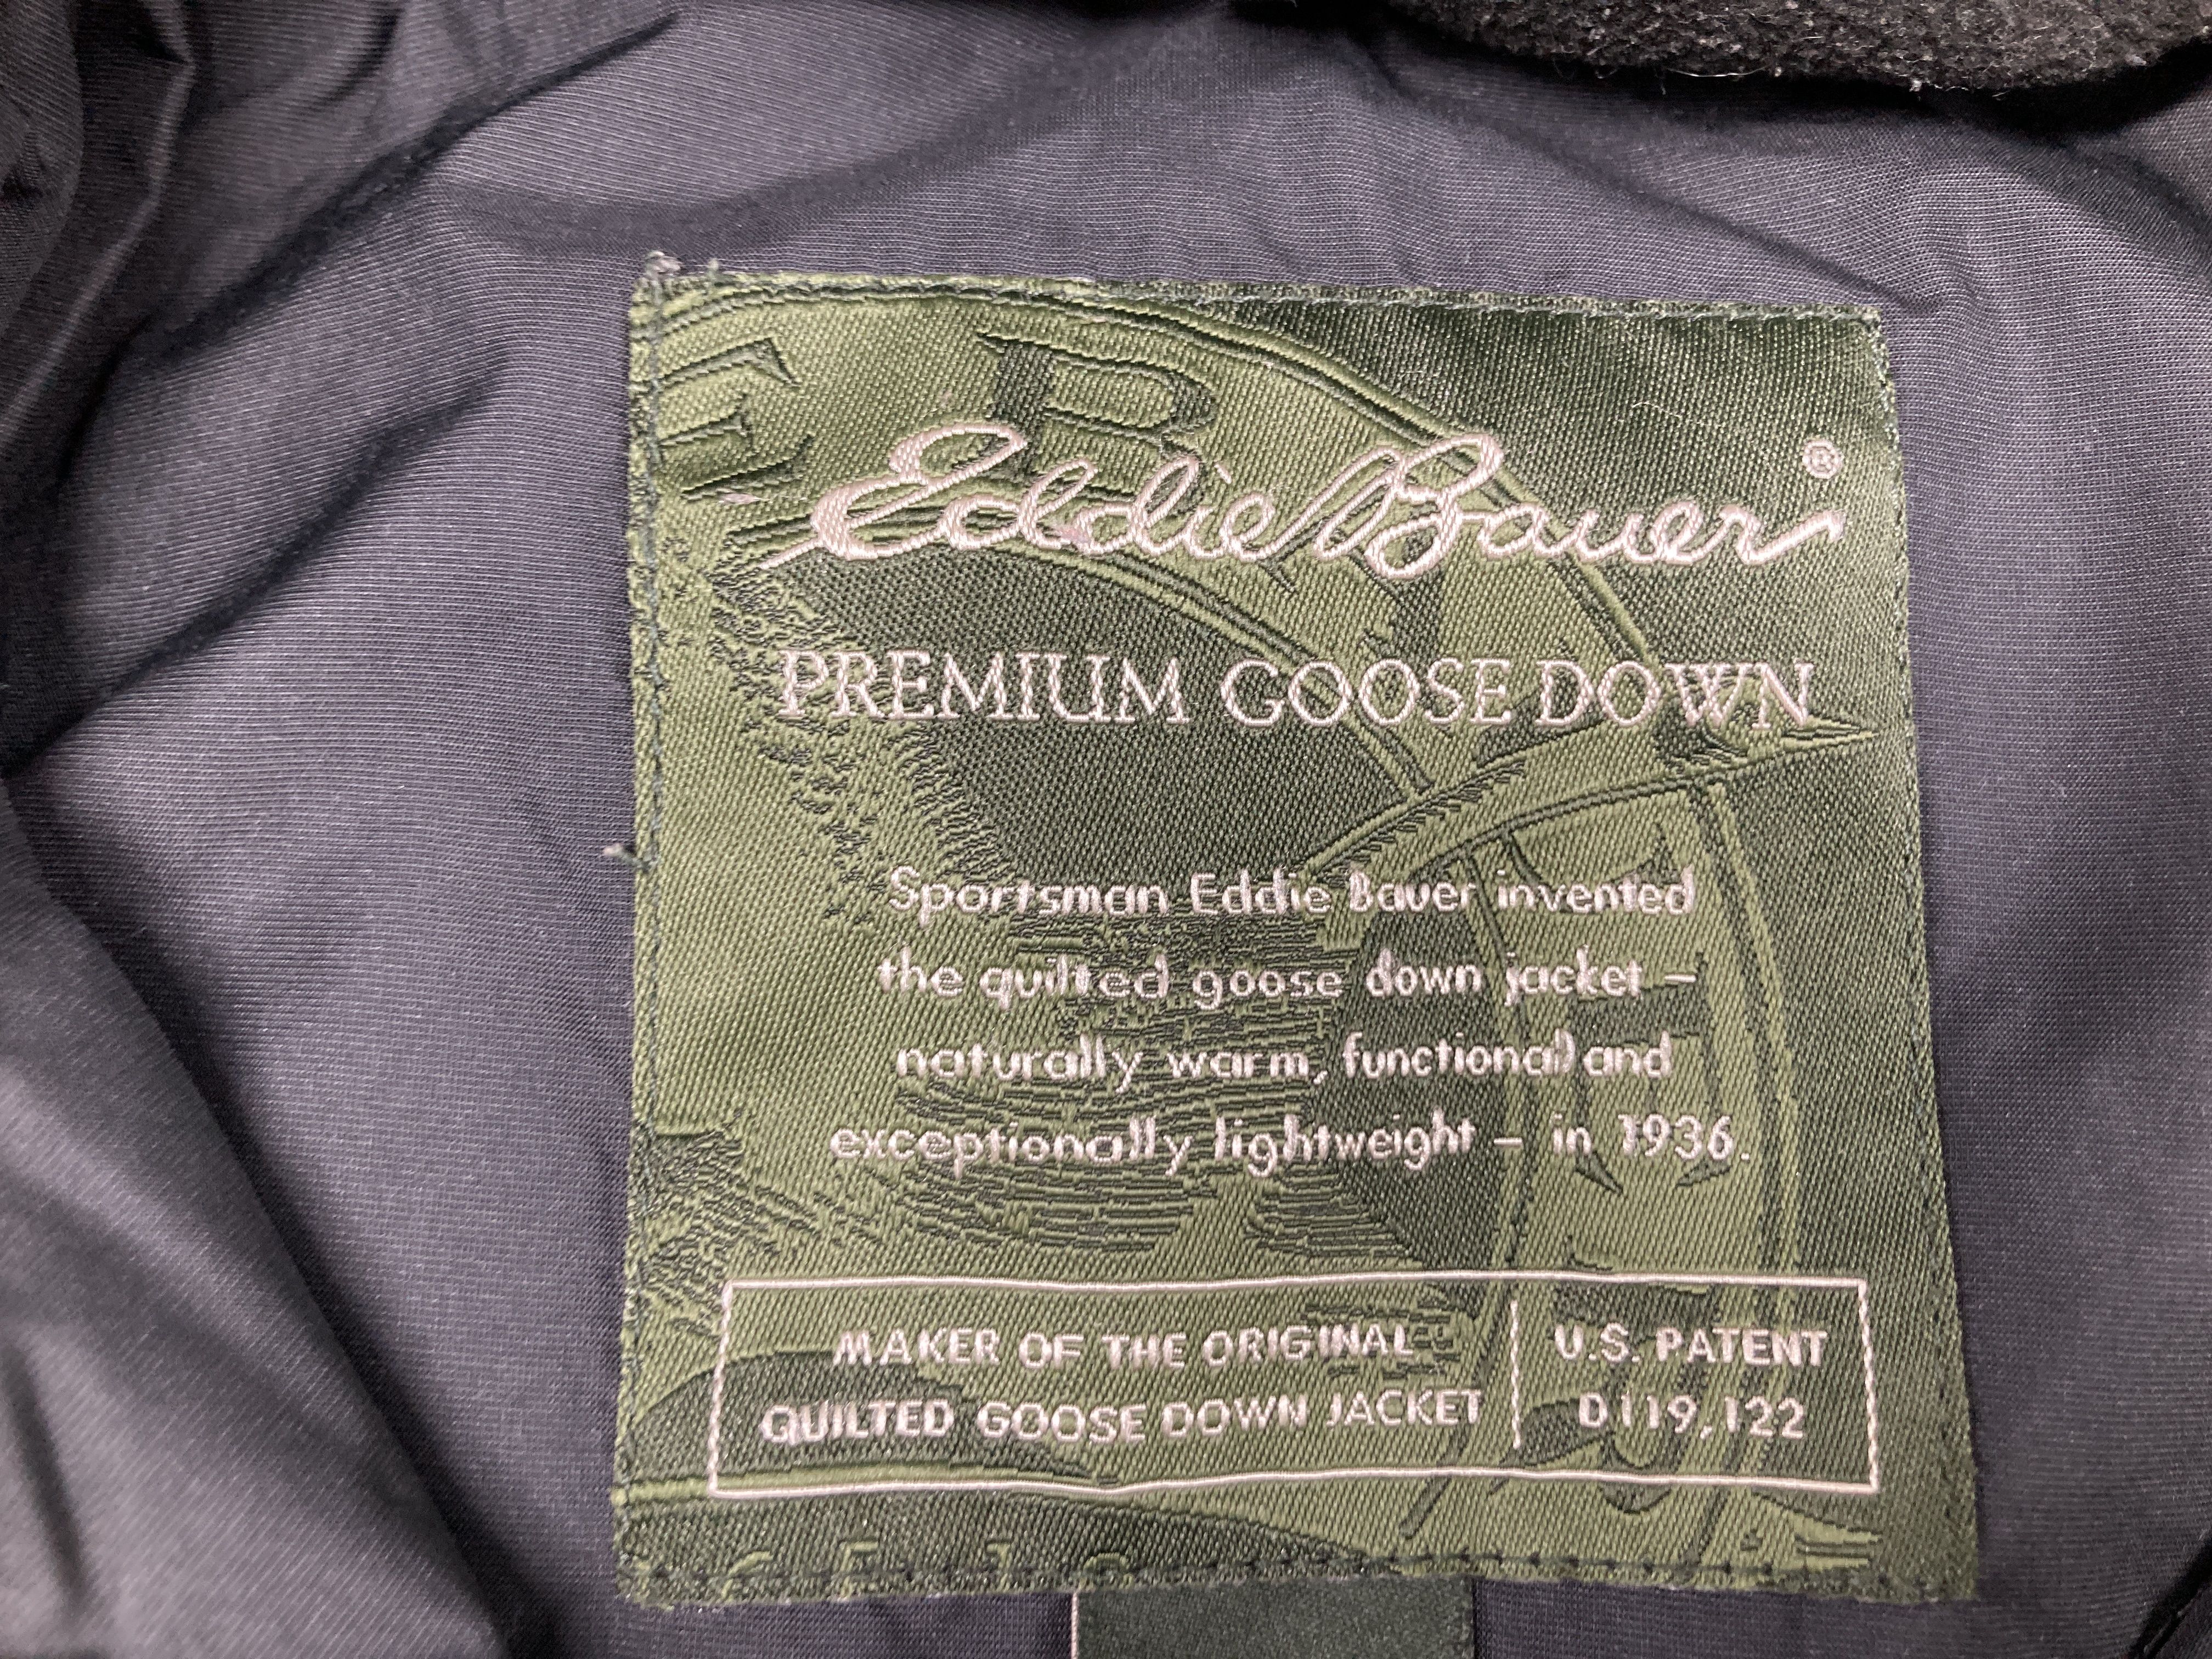 Eddie Bauer ®
PREMIUM GOOSE DOWN
Sportsman Eddie Bauer invented
the quilted goose down jacket –
naturally warm, functional and
exceptionally lightweight – in 1936.
MAKER OF THE ORIGINAL
QUILTED GOOSE DOWN JACKET
U.S. PATENT
D119,122